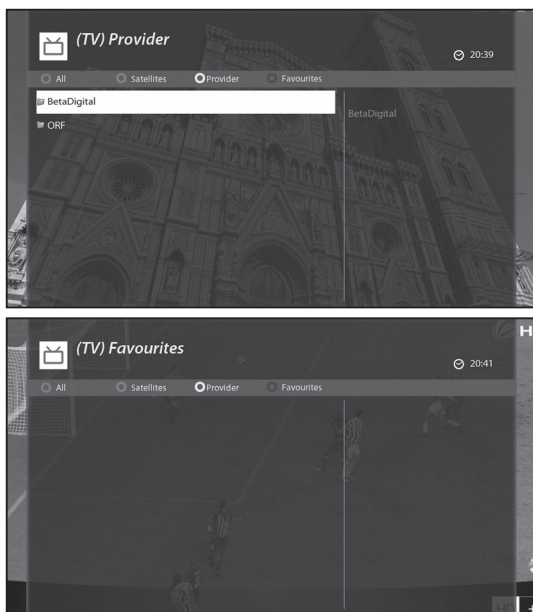 (TV) Provider
20:39
All Satellites Provider Favourites
BetaDigital
BetaDigital
ORF
H
(TV) Favourites
20:41
All Satellites Provider Favourites
HD +